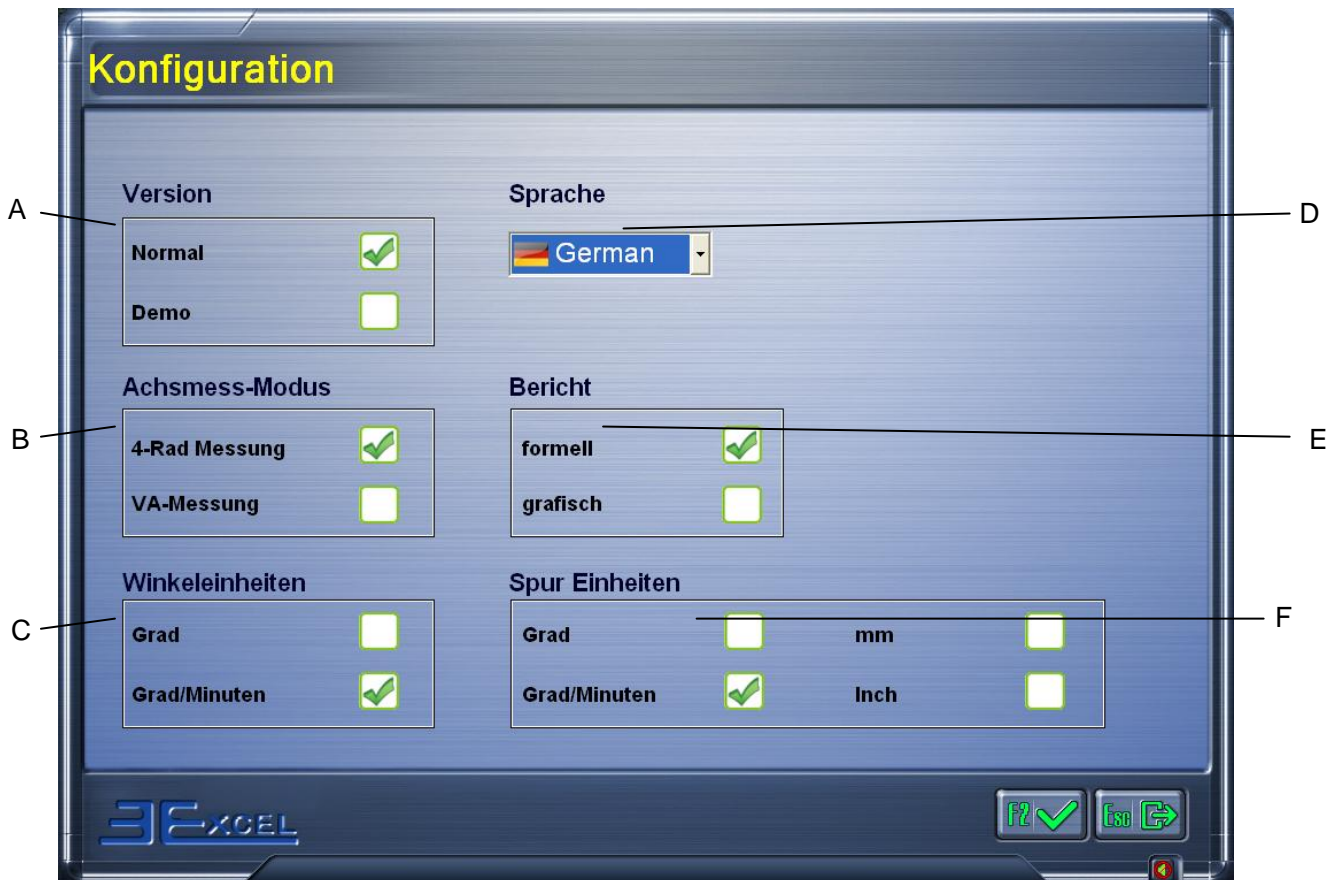 Konfiguration
A
Version
Normal
Demo
Sprache
German
D
B
Achsmess-Modus
4-Rad Messung
VA-Messung
Bericht
formell
grafisch
E
C
Winkeleinheiten
Grad
Grad/Minuten
Spur Einheiten
Grad
mm
Grad/Minuten
Inch
F
EXCEL
F2
Esc